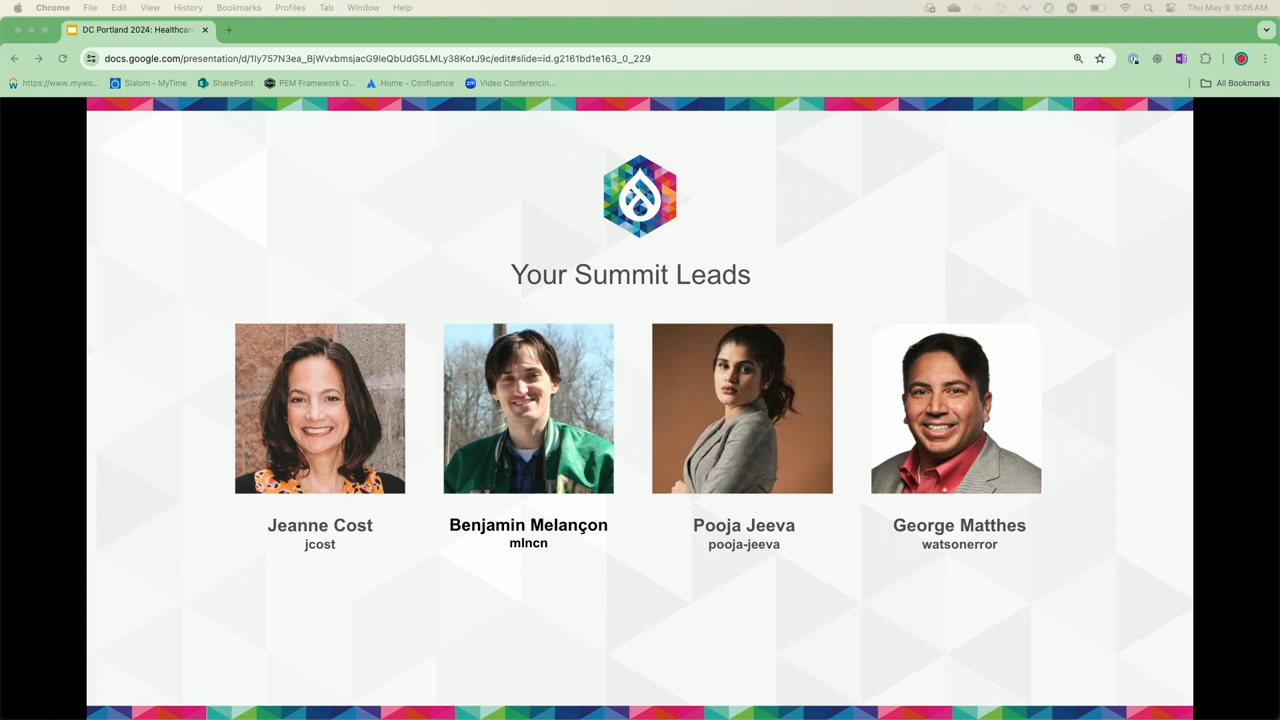 Chrome File Edit View History Bookmarks Profiles Tab Window Help Thu May 9 9:06 AM
DC Portland 2024: Healthcar
docs.google.com/presentation/d/1Iy757N3ea_BjWvxbmsjacG9IeQbUdG5LMLy38KotJ9c/edit#slide=id.g2161bd1e163_0_229
https://www.mywo... Slalom - MyTime SharePoint PEM Framework O... Home - Confluence Video Conferencin... All Bookmarks
Your Summit Leads
Jeanne Cost Benjamin Melançon Pooja Jeeva George Matthes
jcost mlncn pooja-jeeva watsonerror